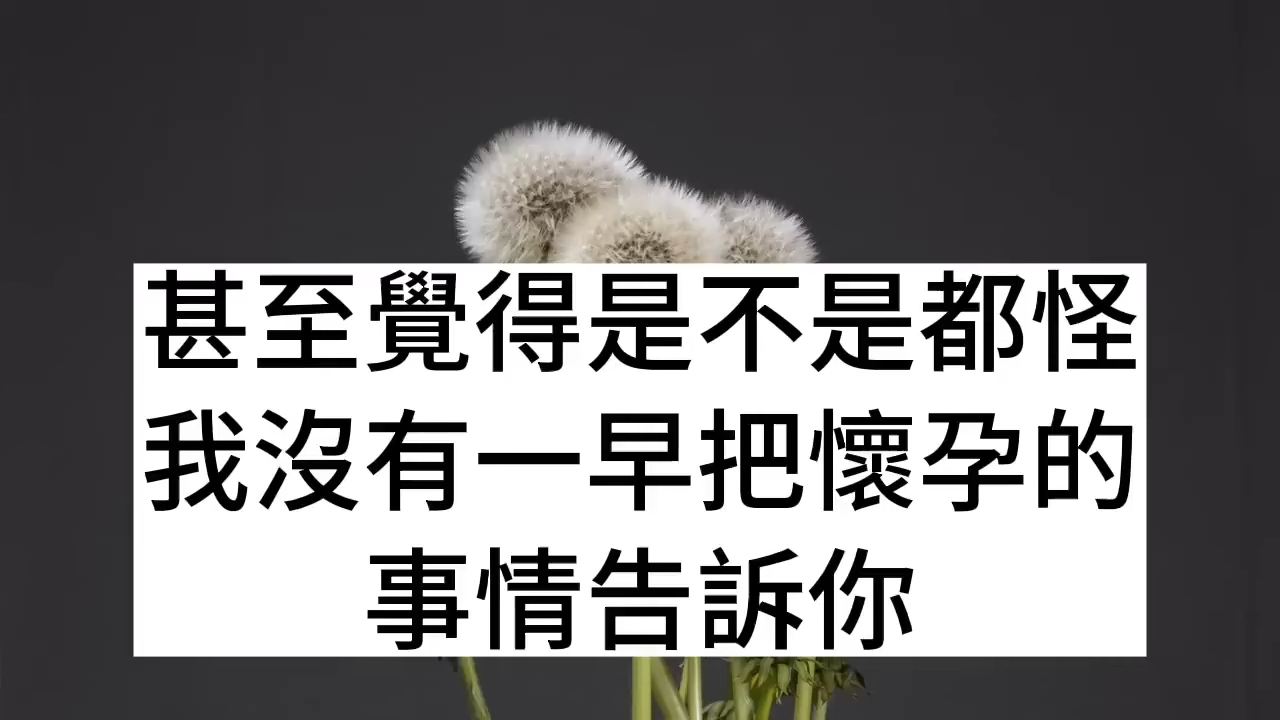 甚至覺得是不是都怪
我沒有一早把懷孕的
事情告訴你